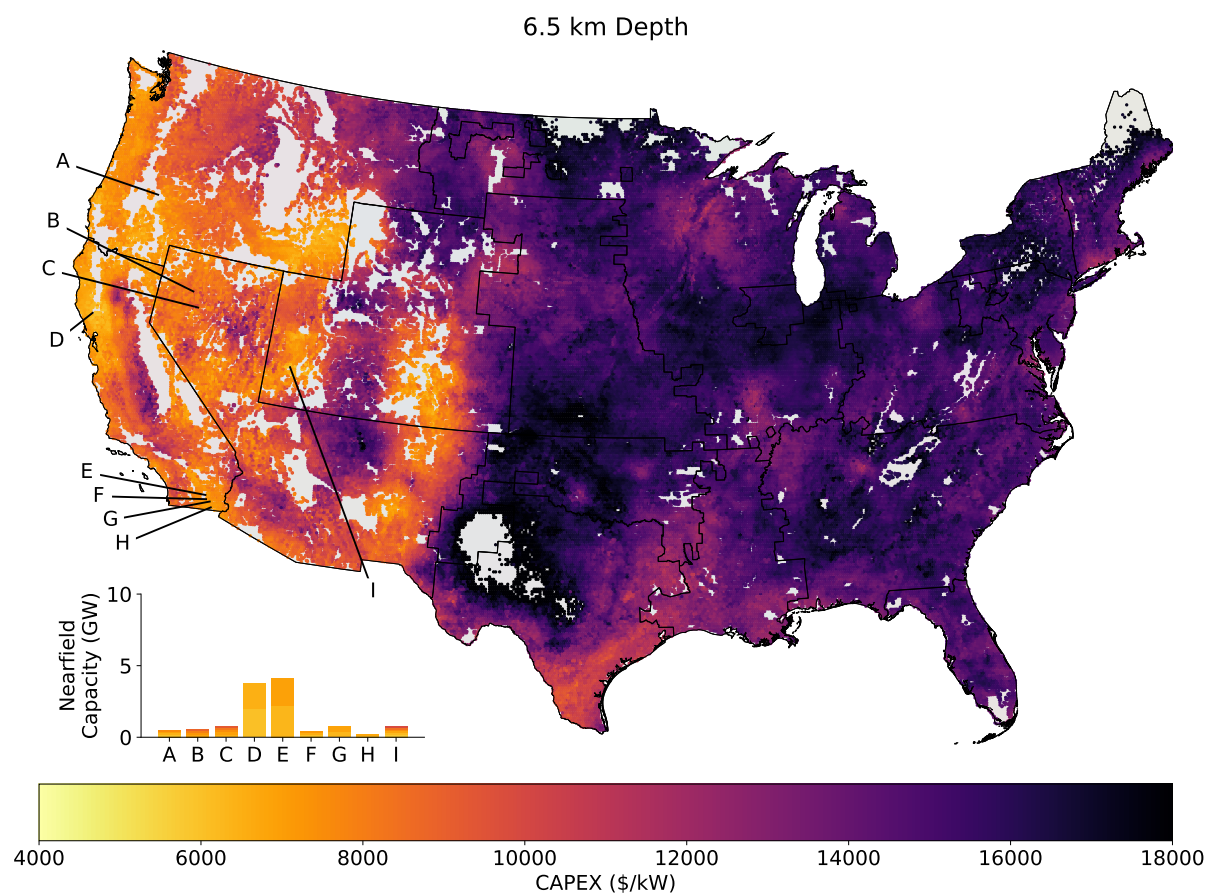 6.5 km Depth
A
B
C
D
E
F
G
H
I
Nearfield
Capacity (GW)
10
5
0
A B C D E F G H I
4000 6000 8000 10000 12000 14000 16000 18000
CAPEX ($/kW)